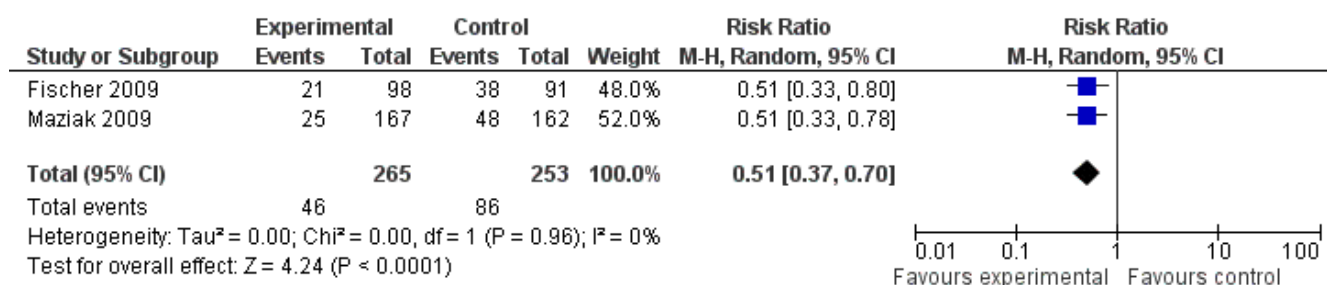 Experimental Control Risk Ratio Risk Ratio
Study or Subgroup Events Total Events Total Weight M-H, Random, 95% CI M-H, Random, 95% CI
Fischer 2009 21 98 38 91 48.0% 0.51 [0.33, 0.80]
Maziak 2009 25 167 48 162 52.0% 0.51 [0.33, 0.78]
Total (95% CI) 265 253 100.0% 0.51 [0.37, 0.70]
Total events 46 86
Heterogeneity: Tau² = 0.00; Chi² = 0.00, df = 1 (P = 0.96); I² = 0%
Test for overall effect: Z = 4.24 (P < 0.0001)
0.01 0.1 1 10 100
Favours experimental Favours control